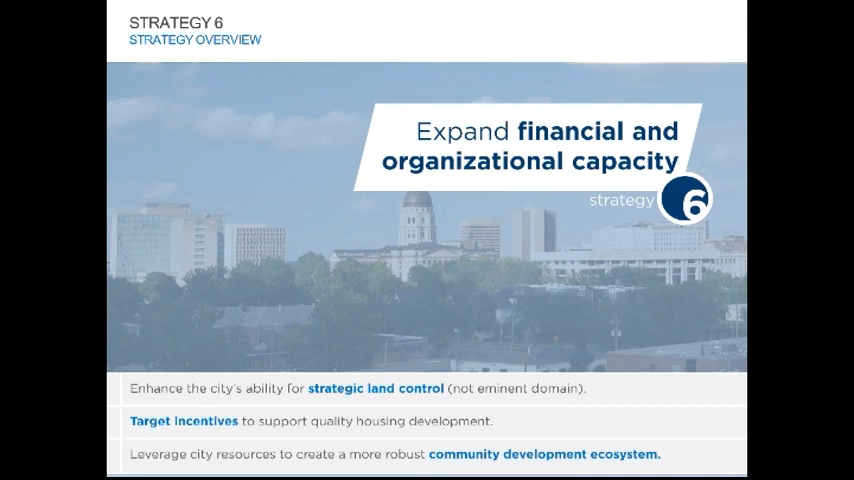 STRATEGY 6
STRATEGY OVERVIEW
Expand financial and
organizational capacity
strategy 6
Enhance the city's ability for strategic land control (not eminent domain).
Target incentives to support quality housing development.
Leverage city resources to create a more robust community development ecosystem.